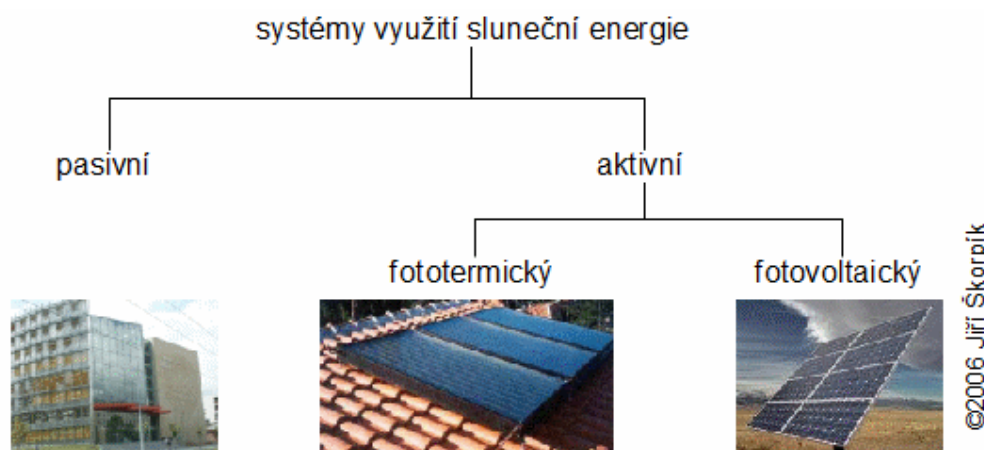 systémy využití sluneční energie
pasivní
aktivní
fototermický
fotovoltaický
©2006 Jiří Škorpík